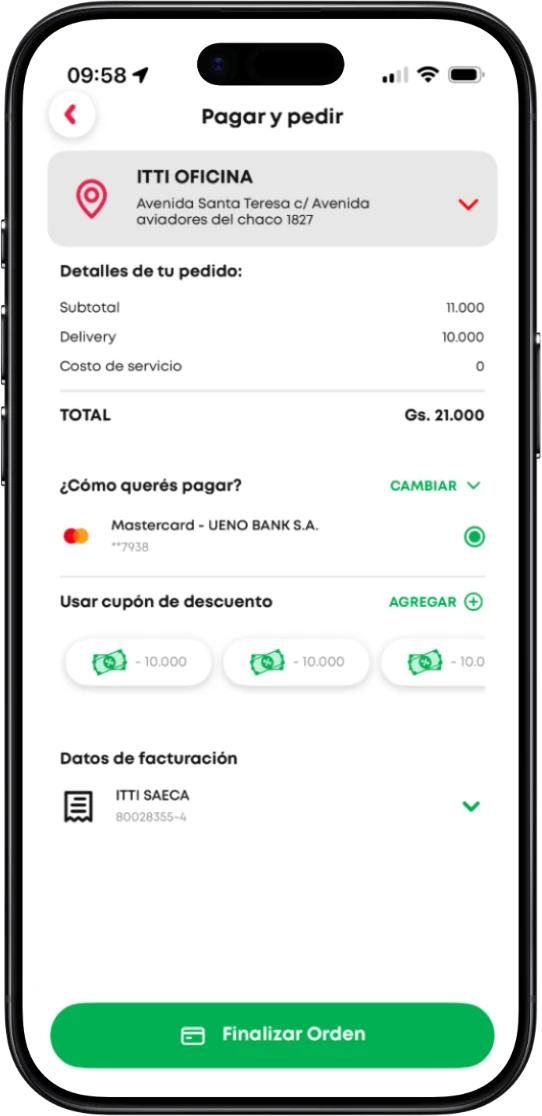 09:58
Pagar y pedir
ITTI OFICINA
Avenida Santa Teresa c/ Avenida
aviadores del chaco 1827
Detalles de tu pedido:
Subtotal 11.000
Delivery 10.000
Costo de servicio 0
TOTAL Gs. 21.000
¿Cómo querés pagar? CAMBIAR
Mastercard - UENO BANK S.A.
**7938
Usar cupón de descuento AGREGAR
- 10.000 - 10.000 - 10.0
Datos de facturación
ITTI SAECA
80028355-4
Finalizar Orden